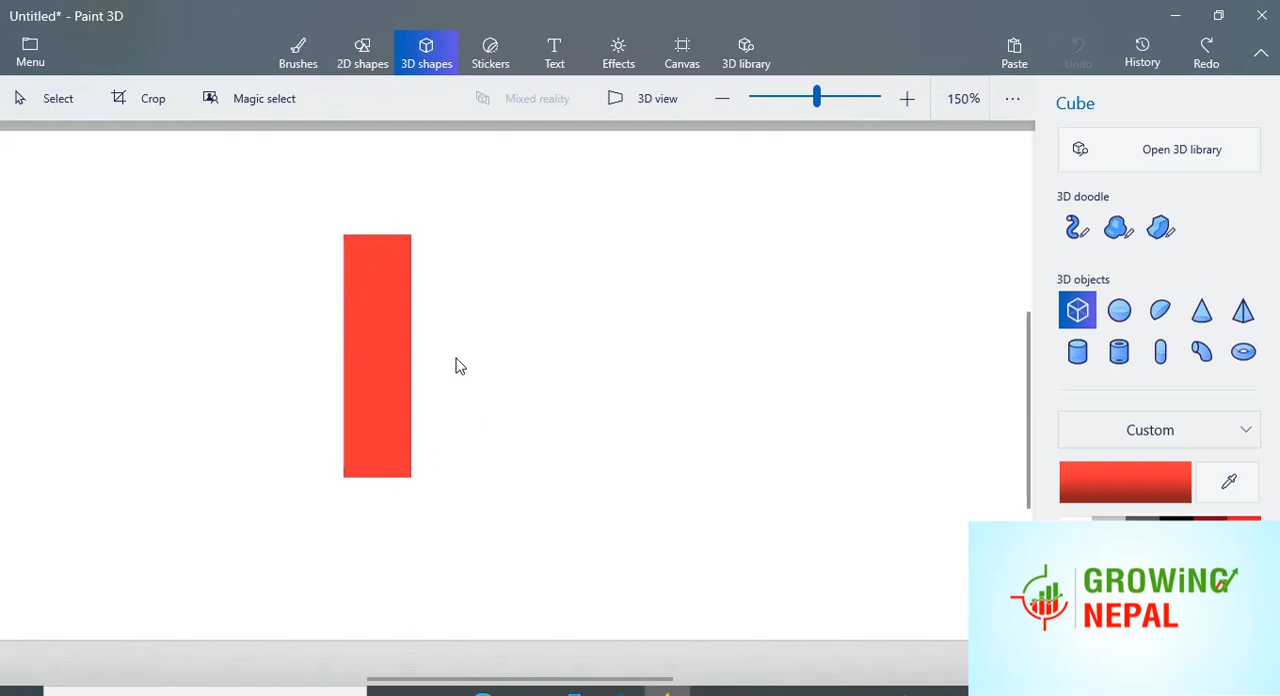 Untitled* - Paint 3D
Menu
Brushes
2D shapes
3D shapes
Stickers
Text
Effects
Canvas
3D library
Paste
Undo
History
Redo
Select
Crop
Magic select
Mixed reality
3D view
150%
Cube
Open 3D library
3D doodle
3D objects
Custom
GROWiNG
NEPAL